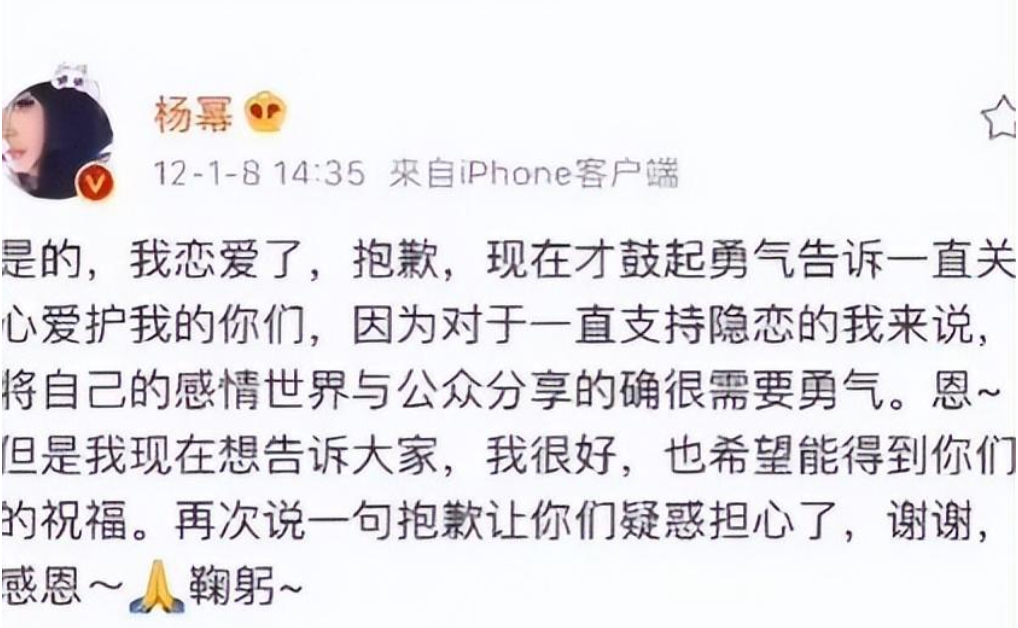 杨幂
12-1-8 14:35 来自iPhone客户端
是的，我恋爱了，抱歉，现在才鼓起勇气告诉一直关
心爱护我的你们，因为对于一直支持隐恋的我来说，
将自己的感情世界与公众分享的确很需要勇气。恩~
但是我现在想告诉大家，我很好，也希望能得到你们
的祝福。再次说一句抱歉让你们疑惑担心了，谢谢，
感恩～🙏鞠躬~